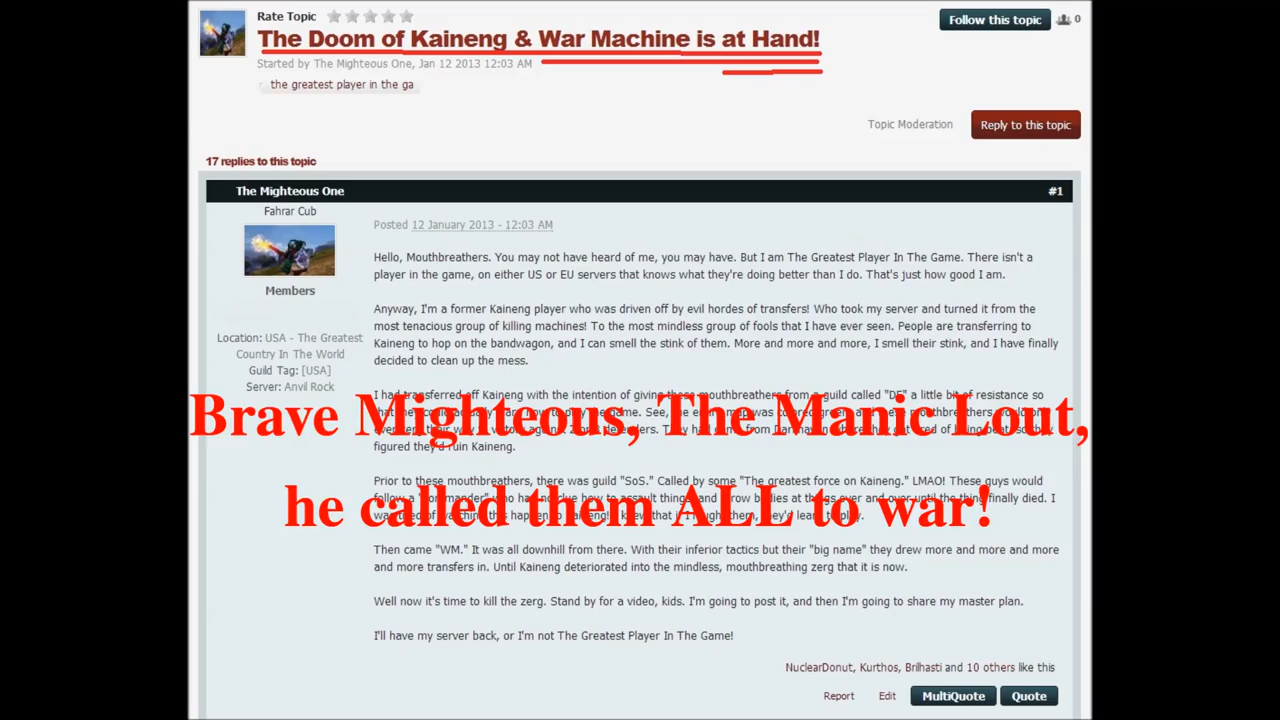 Rate Topic
Follow this topic
0
The Doom of Kaineng & War Machine is at Hand!
Started by The Mighteous One, Jan 12 2013 12:03 AM
the greatest player in the ga
Topic Moderation
Reply to this topic
17 replies to this topic
The Mighteous One
#1
Fahrar Cub
Members
Location: USA - The Greatest
Country In The World
Guild Tag: [USA]
Server: Anvil Rock
Posted 12 January 2013 - 12:03 AM
Hello, Mouthbreathers. You may not have heard of me, you may have. But I am The Greatest Player In The Game. There isn't a
player in the game, on either US or EU servers that knows what they're doing better than I do. That's just how good I am.
Anyway, I'm a former Kaineng player who was driven off by evil hordes of transfers! Who took my server and turned it from the
most tenacious group of killing machines! To the most mindless group of fools that I have ever seen. People are transferring to
Kaineng to hop on the bandwagon, and I can smell the stink of them. More and more and more, I smell their stink, and I have finally
decided to clean up the mess.
I had transferred off Kaineng with the intention of giving these mouthbreathers from a guild called "DE" a little bit of resistance so
figured they'd ruin Kaineng.
Brave Mighteous, The Manic Lout,
Prior to these mouthbreathers, there was guild "SoS." Called by some "The greatest force on Kaineng." LMAO! These guys would
he called them ALL to war!
Then came "WM." It was all downhill from there. With their inferior tactics but their "big name" they drew more and more and more
and more transfers in. Until Kaineng deteriorated into the mindless, mouthbreathing zerg that it is now.
Well now it's time to kill the zerg. Stand by for a video, kids. I'm going to post it, and then I'm going to share my master plan.
I'll have my server back, or I'm not The Greatest Player In The Game!
NuclearDonut, Kurthos, Brilhasti and 10 others like this
Report
Edit
MultiQuote
Quote